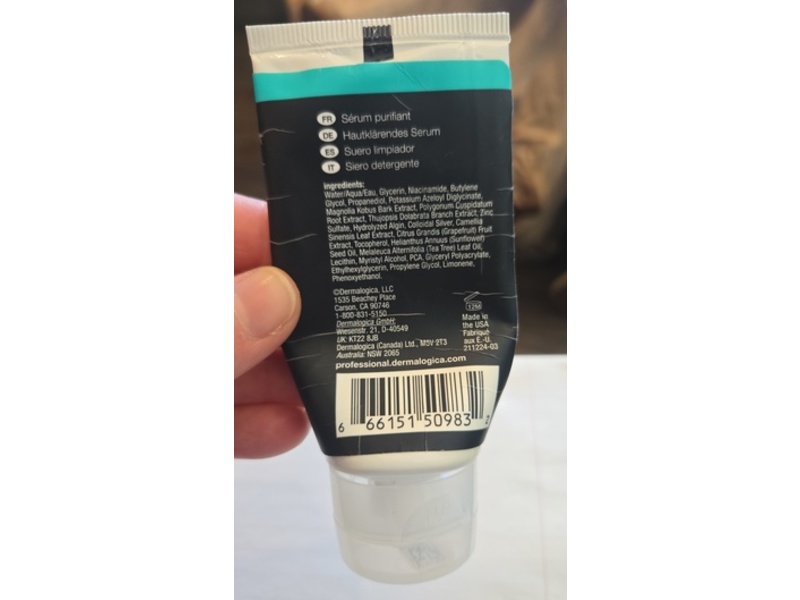 FR Sérum purifiant
DE Hautklärendes Serum
ES Suero limpiador
IT Siero detergente
Ingredients:
Water/Aqua/Eau, Glycerin, Niacinamide, Butylene
Glycol, Propanediol, Potassium Azeloyl Diglycinate,
Magnolia Kobus Bark Extract, Polygonum Cuspidatum
Root Extract, Thujopsis Dolabrata Branch Extract, Zinc
Sulfate, Hydrolyzed Algin, Colloidal Silver, Camellia
Sinensis Leaf Extract, Citrus Grandis (Grapefruit) Fruit
Extract, Tocopherol, Helianthus Annuus (Sunflower)
Seed Oil, Melaleuca Alternifolia (Tea Tree) Leaf Oil,
Lecithin, Myristyl Alcohol, PCA, Glyceryl Polyacrylate,
Ethylhexylglycerin, Propylene Glycol, Limonene,
Phenoxyethanol.
©Dermalogica, LLC
1535 Beachey Place
Carson, CA 90746
1-800-831-5150
Dermalogica GmbH
Wiesenstr. 21, D-40549
UK: KT22 8JB
Dermalogica (Canada) Ltd., M5V 2T3
Australia: NSW 2065
professional.dermalogica.com
12M
Made in
the USA
Fabriqué
aux É.-U.
211224-03
6 66151 50983 2